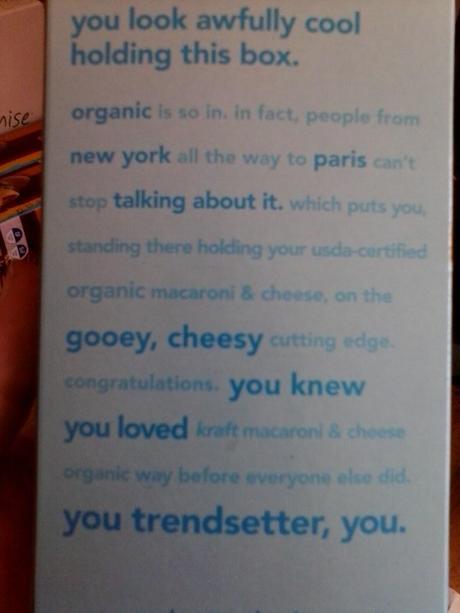 you look awfully cool
holding this box.
organic is so in. in fact, people from
new york all the way to paris can't
stop talking about it. which puts you,
standing there holding your usda-certified
organic macaroni & cheese, on the
gooey, cheesy cutting edge.
congratulations. you knew
you loved kraft macaroni & cheese
organic way before everyone else did.
you trendsetter, you.